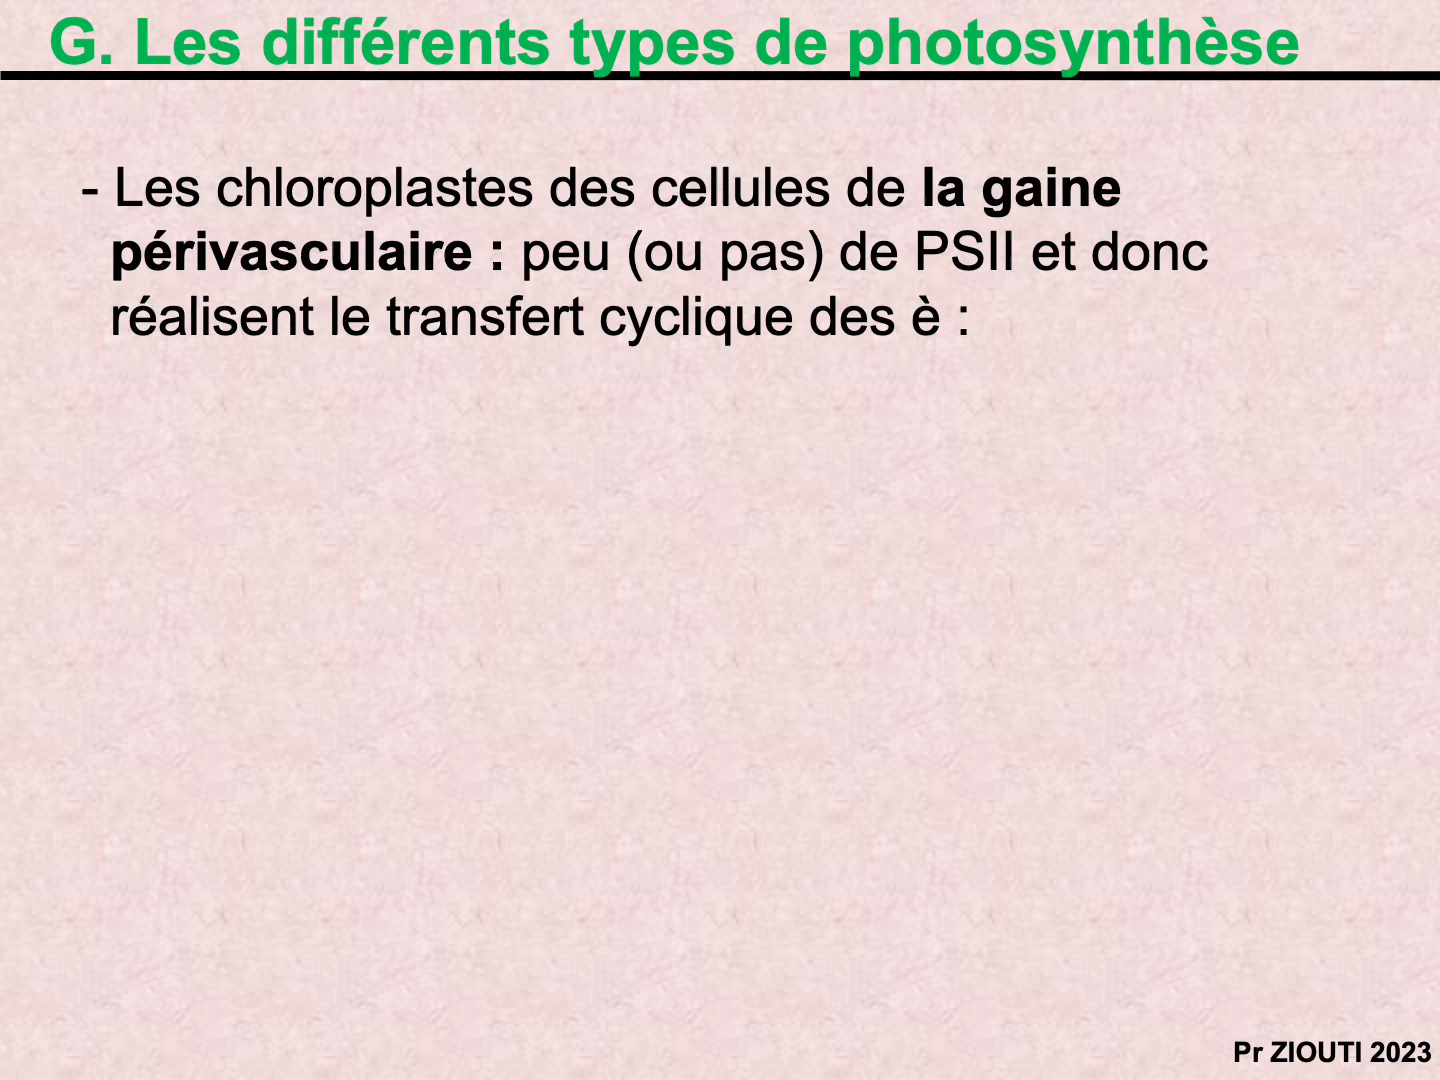 G. Les différents types de photosynthèse
- Les chloroplastes des cellules de la gaine
périvasculaire : peu (ou pas) de PSII et donc
réalisent le transfert cyclique des è :
Pr ZIOUTI 2023